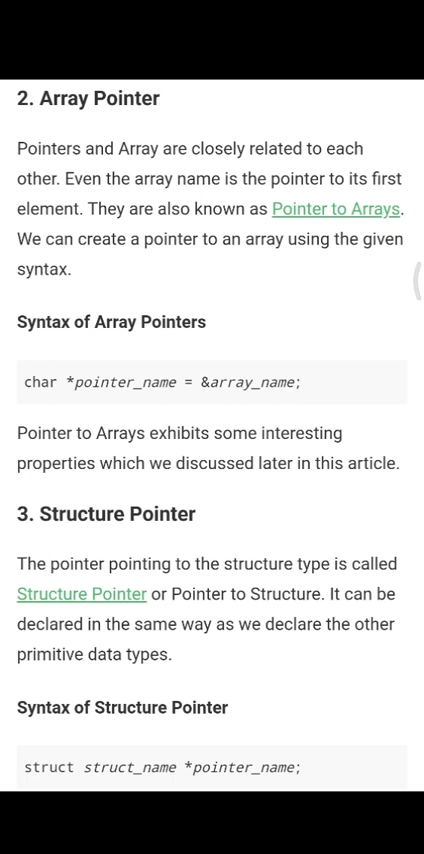 2. Array Pointer
Pointers and Array are closely related to each
other. Even the array name is the pointer to its first
element. They are also known as Pointer to Arrays.
We can create a pointer to an array using the given
syntax.
Syntax of Array Pointers
char *pointer_name = &array_name;
Pointer to Arrays exhibits some interesting
properties which we discussed later in this article.
3. Structure Pointer
The pointer pointing to the structure type is called
Structure Pointer or Pointer to Structure. It can be
declared in the same way as we declare the other
primitive data types.
Syntax of Structure Pointer
struct struct_name *pointer_name;